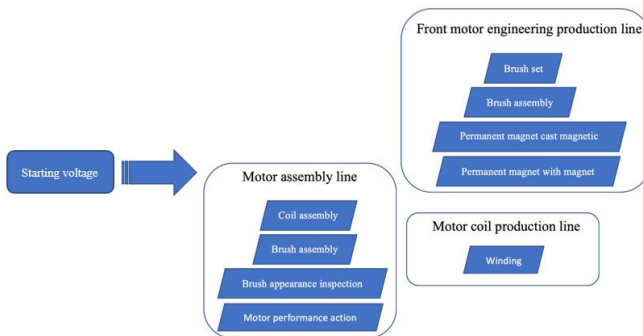 Starting voltage
Motor assembly line
Coil assembly
Brush assembly
Brush appearance inspection
Motor performance action
Front motor engineering production line
Brush set
Brush assembly
Permanent magnet cast magnetic
Permanent magnet with magnet
Motor coil production line
Winding